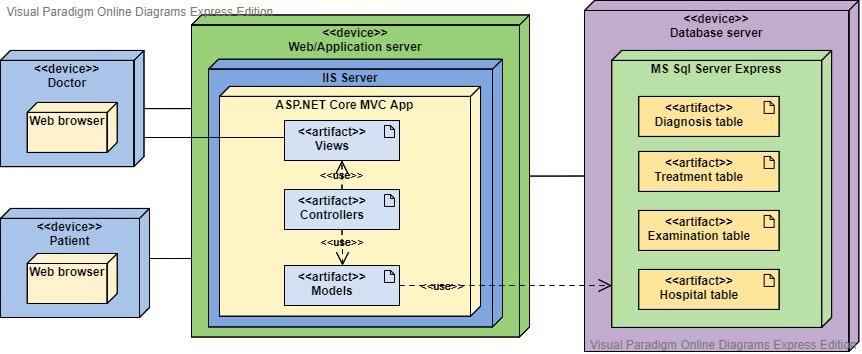 Visual Paradigm Online Diagrams Express Edition
<<device>>
Doctor
Web browser
<<device>>
Patient
Web browser
<<device>>
Web/Application server
IIS Server
ASP.NET Core MVC App
<<artifact>>
Views
<<use>>
<<artifact>>
Controllers
<<use>>
<<artifact>>
Models
<<use>>
<<device>>
Database server
MS Sql Server Express
<<artifact>>
Diagnosis table
<<artifact>>
Treatment table
<<artifact>>
Examination table
<<artifact>>
Hospital table
Visual Paradigm Online Diagrams Express Edition